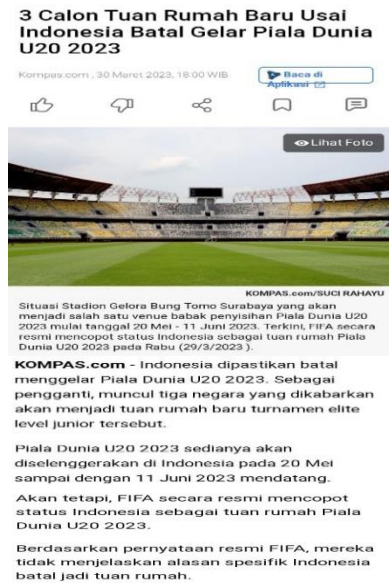 3 Calon Tuan Rumah Baru Usai
Indonesia Batal Gelar Piala Dunia
U20 2023
Kompas.com , 30 Maret 2023, 18:00 WIB
Baca di
Aplikasi
Lihat Foto
KOMPAS.com/SUCI RAHAYU
Situasi Stadion Gelora Bung Tomo Surabaya yang akan
menjadi salah satu venue babak penyisihan Piala Dunia U20
2023 mulai tanggal 20 Mei - 11 Juni 2023. Terkini, FIFA secara
resmi mencopot status Indonesia sebagai tuan rumah Piala
Dunia U20 2023 pada Rabu (29/3/2023 ).
KOMPAS.com - Indonesia dipastikan batal
menggelar Piala Dunia U20 2023. Sebagai
pengganti, muncul tiga negara yang dikabarkan
akan menjadi tuan rumah baru turnamen elite
level junior tersebut.
Piala Dunia U20 2023 sedianya akan
diselenggerakan di Indonesia pada 20 Mei
sampai dengan 11 Juni 2023 mendatang.
Akan tetapi, FIFA secara resmi mencopot
status Indonesia sebagai tuan rumah Piala
Dunia U20 2023.
Berdasarkan pernyataan resmi FIFA, mereka
tidak menjelaskan alasan spesifik Indonesia
batal jadi tuan rumah.